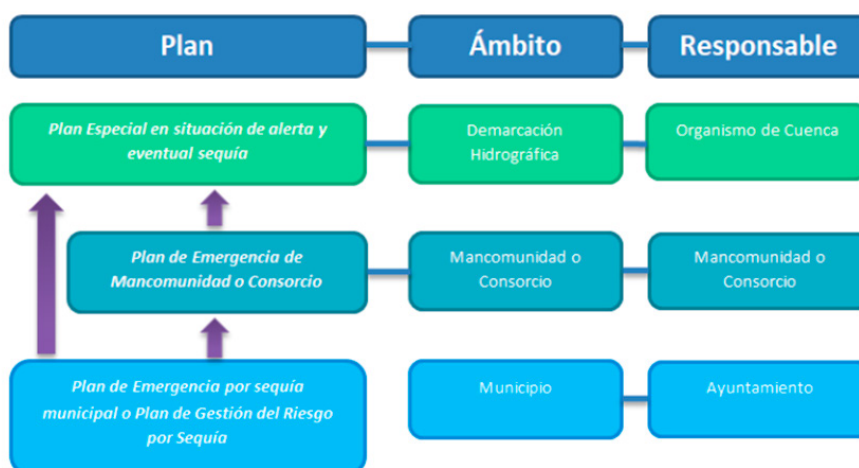 Plan
Ámbito
Responsable
Plan Especial en situación de alerta y
eventual sequía
Demarcación
Hidrográfica
Organismo de Cuenca
Plan de Emergencia de
Mancomunidad o Consorcio
Mancomunidad o
Consorcio
Mancomunidad o
Consorcio
Plan de Emergencia por sequía
municipal o Plan de Gestión del Riesgo
por Sequía
Municipio
Ayuntamiento